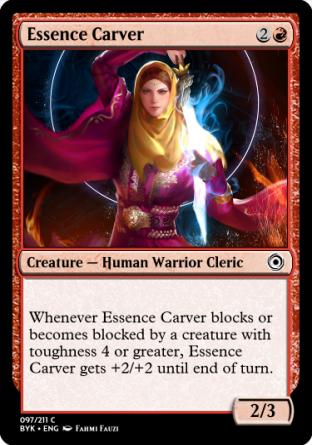 Essence Carver 2
Creature — Human Warrior Cleric
Whenever Essence Carver blocks or
becomes blocked by a creature with
toughness 4 or greater, Essence
Carver gets +2/+2 until end of turn.
2/3
097/211 C
BYK • ENG Fahmi Fauzi